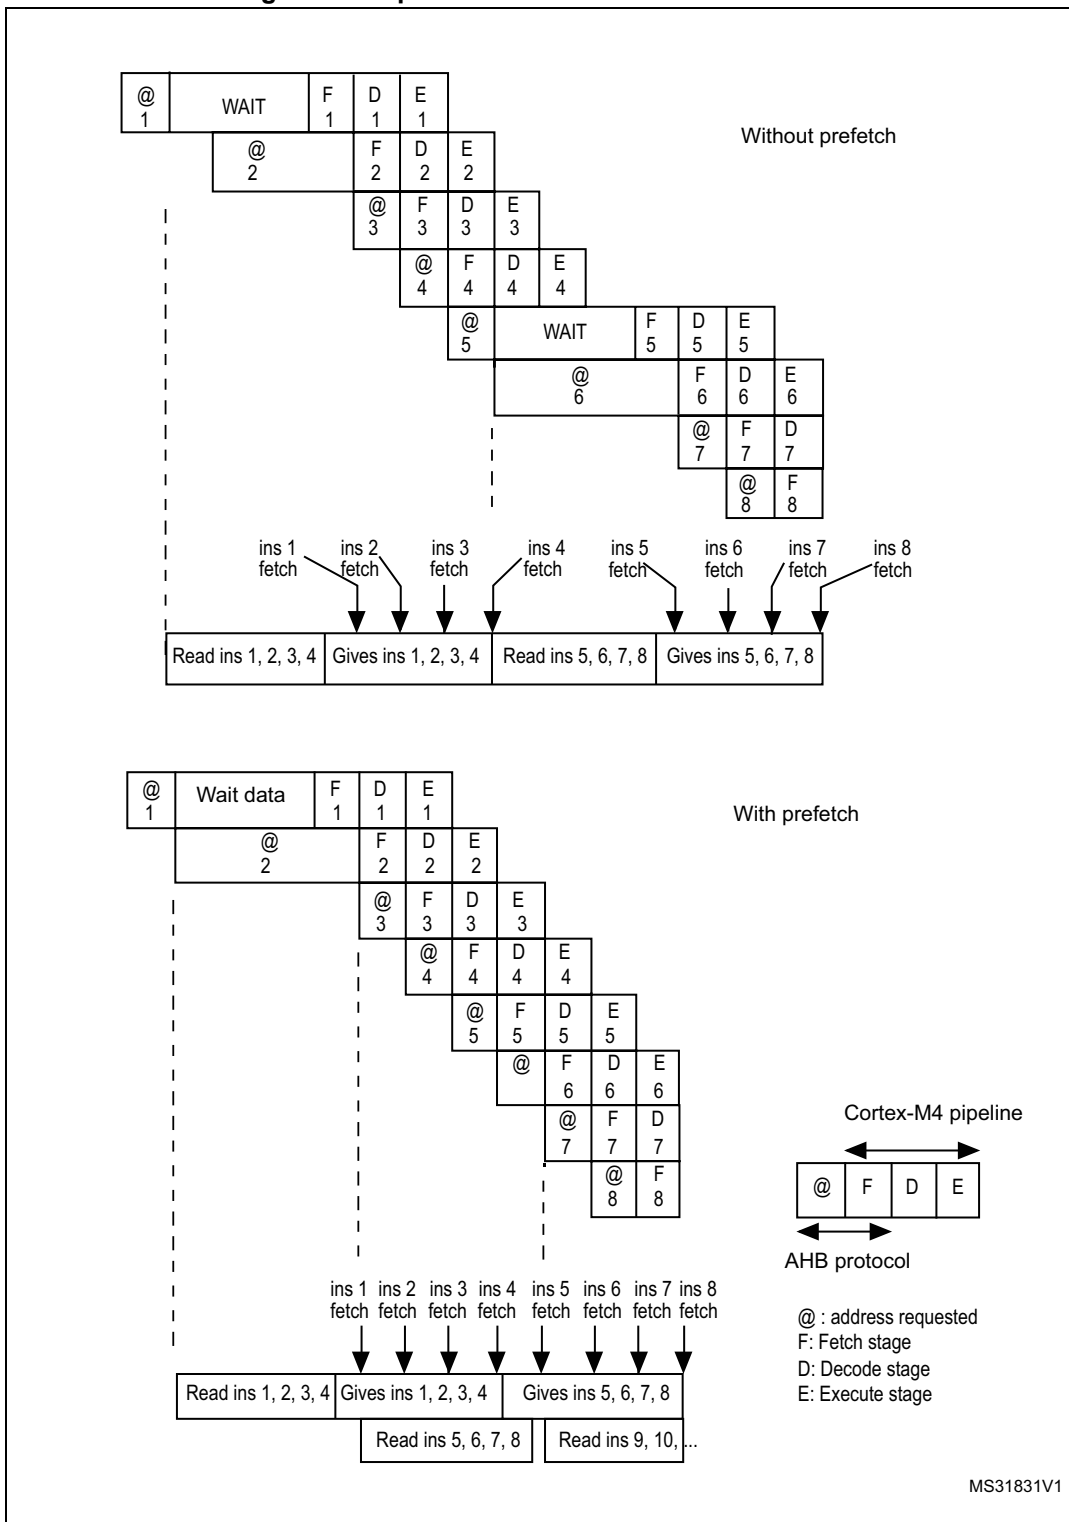 @ WAIT F D E
1 1 1 1
Without prefetch
@ F D E
2 2 2 2
@ F D E
3 3 3 3
@ F D E
4 4 4 4
@ WAIT F D E
5 5 5 5
@ F D E
6 6 6 6
@ F D
7 7 7
@ F
8 8
ins 1 ins 2 ins 3 ins 4 ins 5 ins 6 ins 7 ins 8
fetch fetch fetch fetch fetch fetch fetch fetch
Read ins 1, 2, 3, 4 Gives ins 1, 2, 3, 4 Read ins 5, 6, 7, 8 Gives ins 5, 6, 7, 8
@ Wait data F D E
1 1 1 1
With prefetch
@ F D E
2 2 2 2
@ F D E
3 3 3 3
@ F D E
4 4 4 4
@ F D E
5 5 5 5
@ F D E
6 6 6
@ F D
7 7 7
@ F
8 8
Cortex-M4 pipeline
@ F D E
AHB protocol
@ : address requested
F: Fetch stage
D: Decode stage
E: Execute stage
ins 1 ins 2 ins 3 ins 4 ins 5 ins 6 ins 7 ins 8
fetch fetch fetch fetch fetch fetch fetch fetch
Read ins 1, 2, 3, 4 Gives ins 1, 2, 3, 4 Gives ins 5, 6, 7, 8
Read ins 5, 6, 7, 8 Read ins 9, 10, ...
MS31831V1